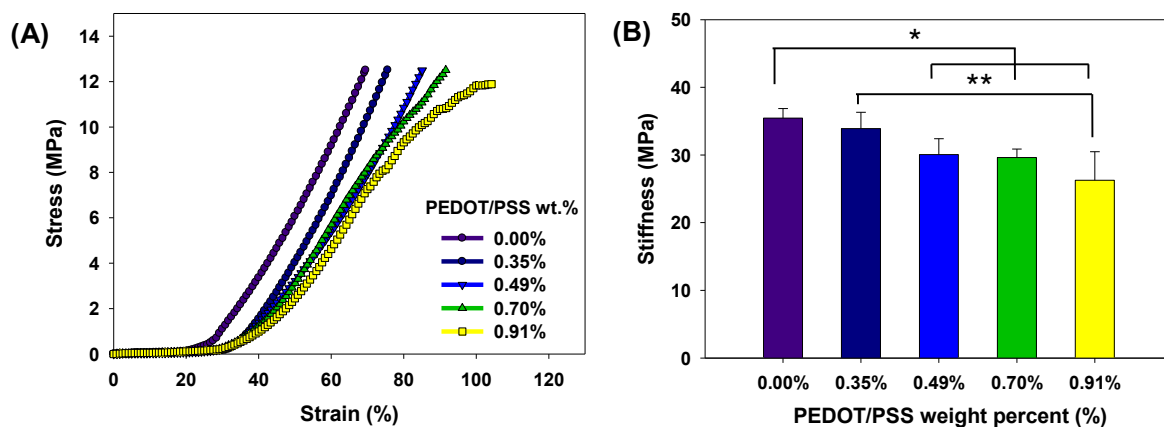 (A)
Stress (MPa)
14
12
10
8
6
4
2
0
PEDOT/PSS wt.%
0.00%
0.35%
0.49%
0.70%
0.91%
0 20 40 60 80 100 120
Strain (%)
(B)
Stiffness (MPa)
50
40
30
20
10
0
*
**
0.00% 0.35% 0.49% 0.70% 0.91%
PEDOT/PSS weight percent (%)